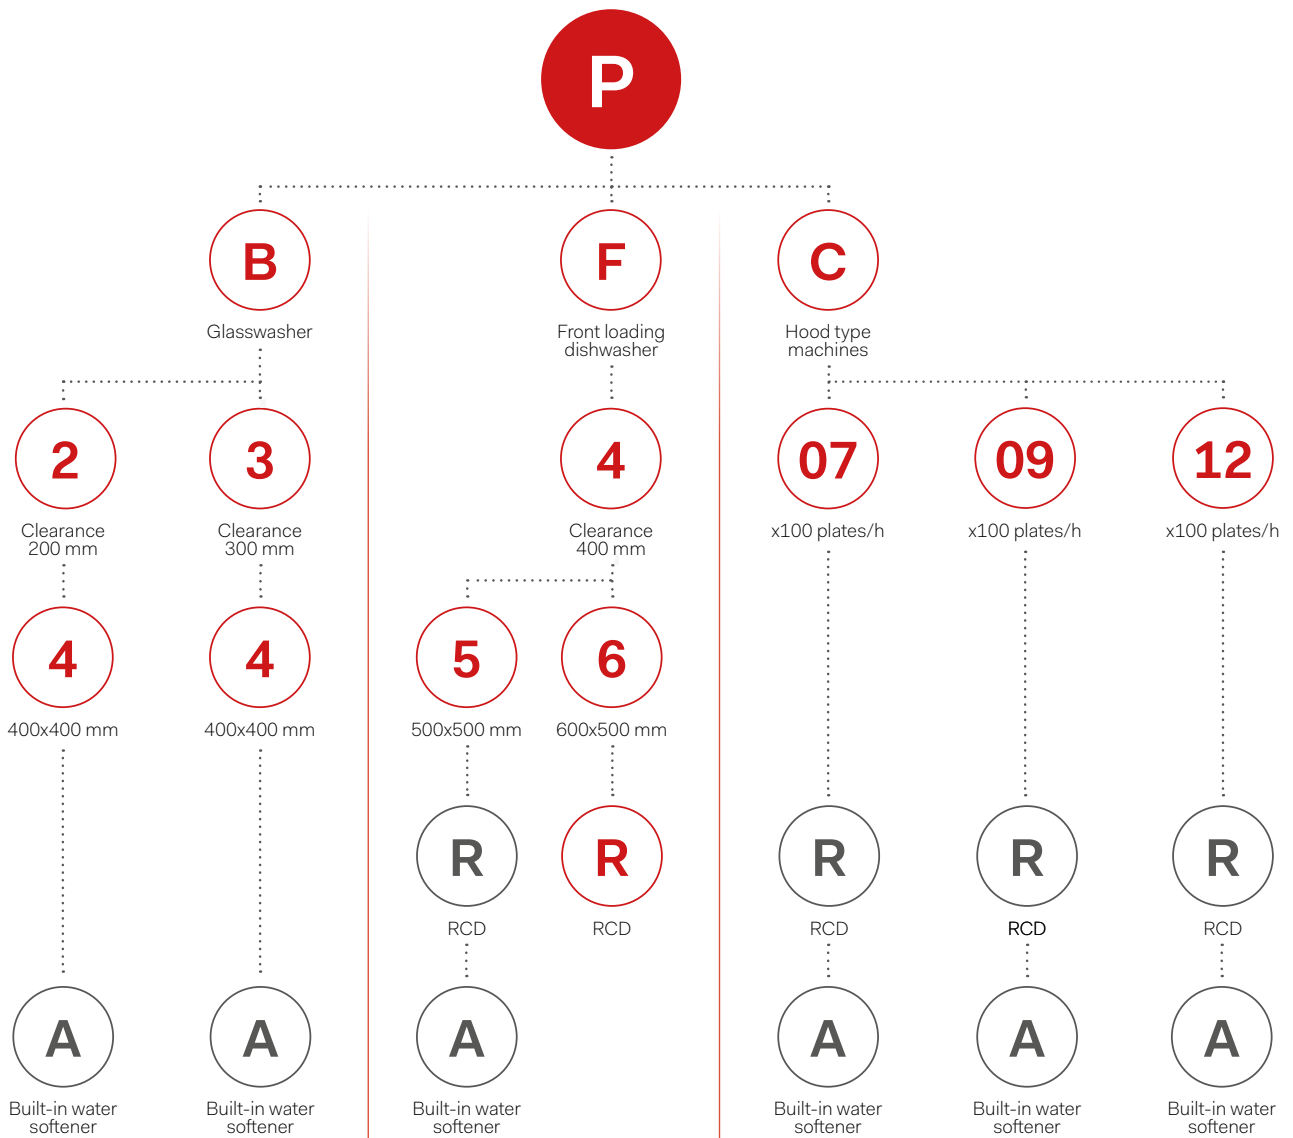 P
B
F
C
Glasswasher
Front loading
dishwasher
Hood type
machines
2
3
4
07
09
12
Clearance
200 mm
Clearance
300 mm
Clearance
400 mm
x100 plates/h
x100 plates/h
x100 plates/h
4
4
5
6
400x400 mm
400x400 mm
500x500 mm
600x500 mm
R
R
R
R
R
RCD
RCD
RCD
RCD
RCD
A
A
A
A
A
A
Built-in water
softener
Built-in water
softener
Built-in water
softener
Built-in water
softener
Built-in water
softener
Built-in water
softener